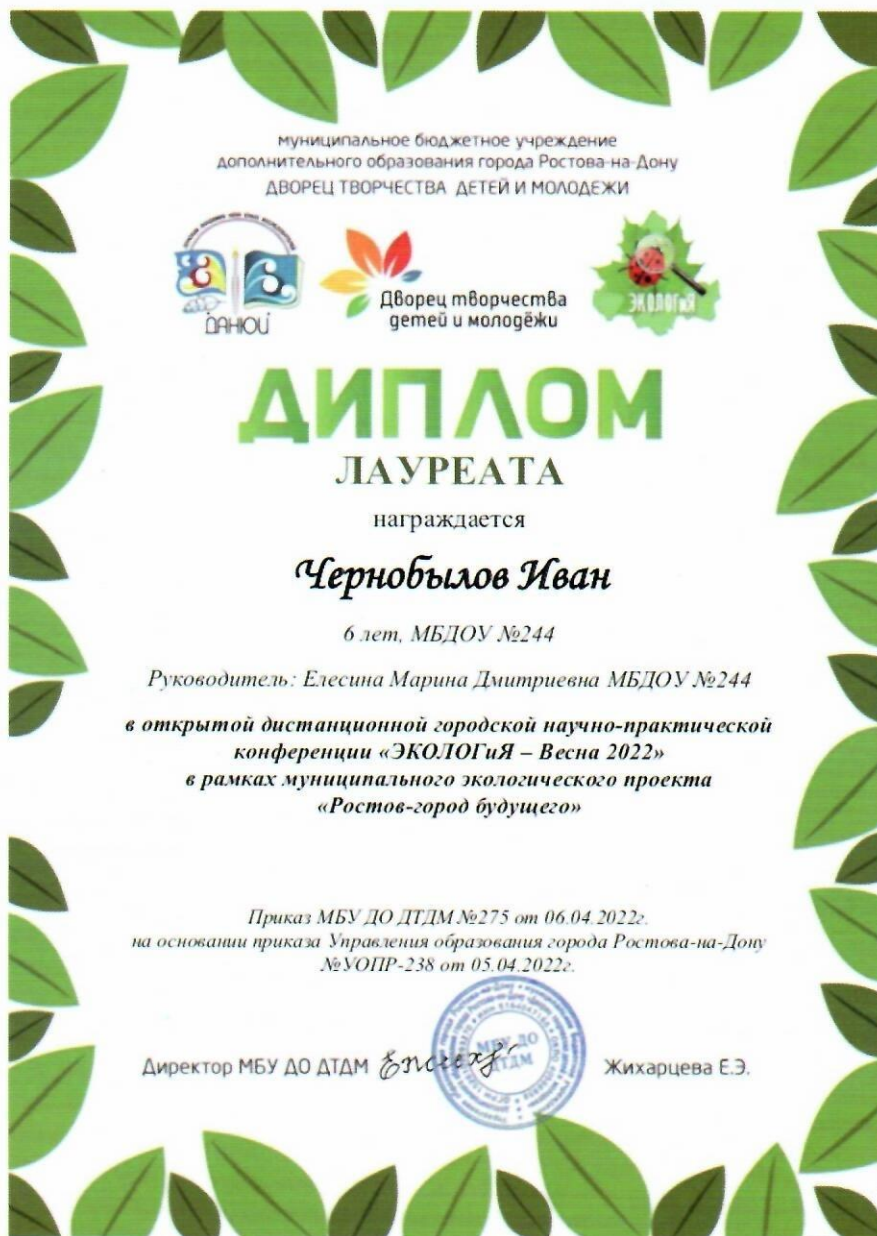 муниципальное бюджетное учреждение
дополнительного образования города Ростова-на-Дону
ДВОРЕЦ ТВОРЧЕСТВА ДЕТЕЙ И МОЛОДЕЖИ
ДАНЮИ
Дворец творчества
детей и молодёжи
ЭКОЛОГиЯ
ДИПЛОМ
ЛАУРЕАТА
награждается
Чернобылов Иван
6 лет, МБДОУ №244
Руководитель: Елесина Марина Дмитриевна МБДОУ №244
в открытой дистанционной городской научно-практической
конференции «ЭКОЛОГиЯ – Весна 2022»
в рамках муниципального экологического проекта
«Ростов-город будущего»
Приказ МБУ ДО ДТДМ №275 от 06.04.2022г.
на основании приказа Управления образования города Ростова-на-Дону
№УОПР-238 от 05.04.2022г.
Директор МБУ ДО ДТДМ
МБУ ДО
ДТДМ
Жихарцева Е.Э.